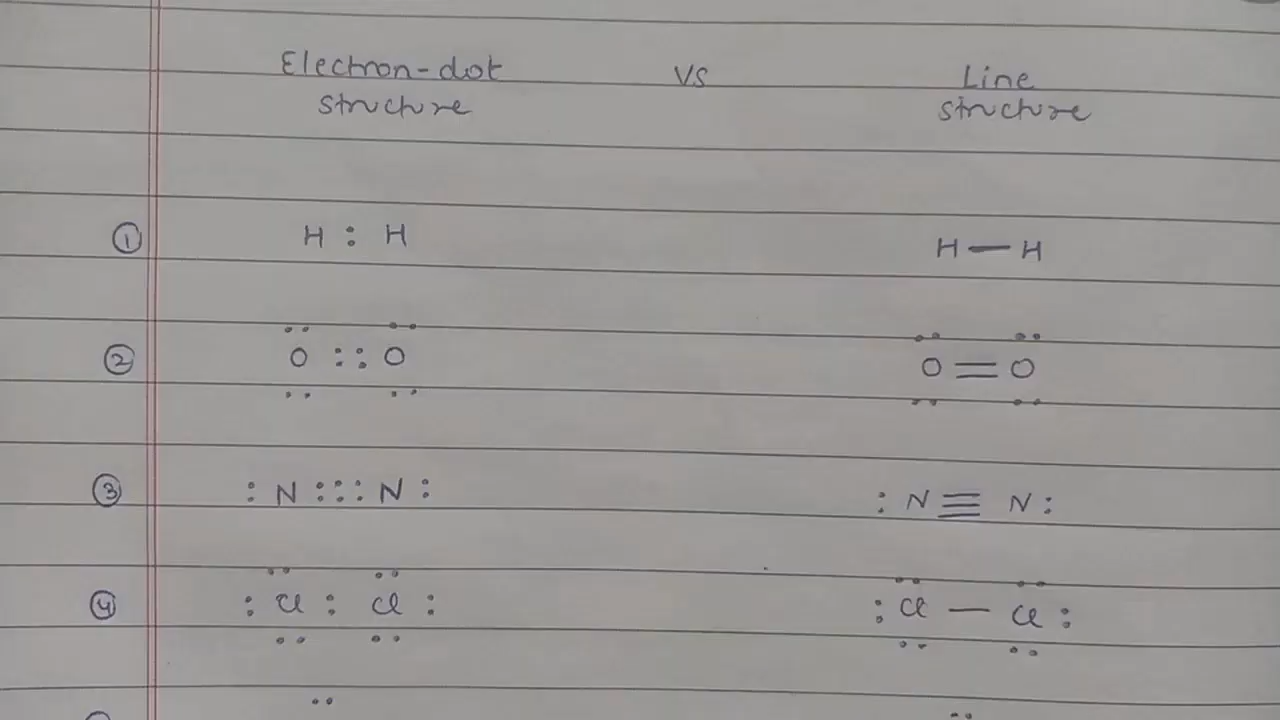 Electron-dot VS Line
structure structure
① H : H H — H
② O :: O O = O
③ : N ::: N : : N ≡ N :
④ : Cl : Cl : : Cl — Cl :